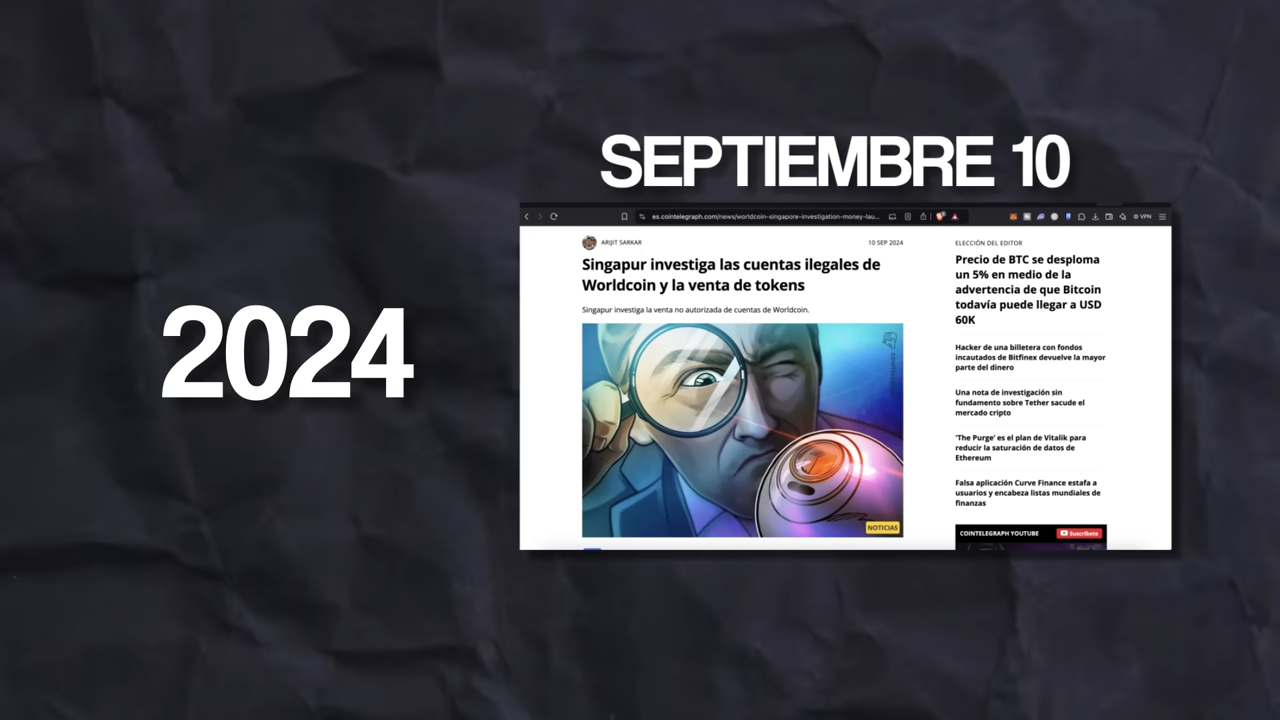 SEPTIEMBRE 10
2024
es.cointelegraph.com/news/worldcoin-singapore-investigation-money-lau...
VPN
ARIJIT SARKAR
10 SEP 2024
Singapur investiga las cuentas ilegales de
Worldcoin y la venta de tokens
Singapur investiga la venta no autorizada de cuentas de Worldcoin.
NOTICIAS
ELECCIÓN DEL EDITOR
Precio de BTC se desploma
un 5% en medio de la
advertencia de que Bitcoin
todavía puede llegar a USD
60K
Hacker de una billetera con fondos
incautados de Bitfinex devuelve la mayor
parte del dinero
Una nota de investigación sin
fundamento sobre Tether sacude el
mercado cripto
'The Purge' es el plan de Vitalik para
reducir la saturación de datos de
Ethereum
Falsa aplicación Curve Finance estafa a
usuarios y encabeza listas mundiales de
finanzas
COINTELEGRAPH YOUTUBE
Suscríbete